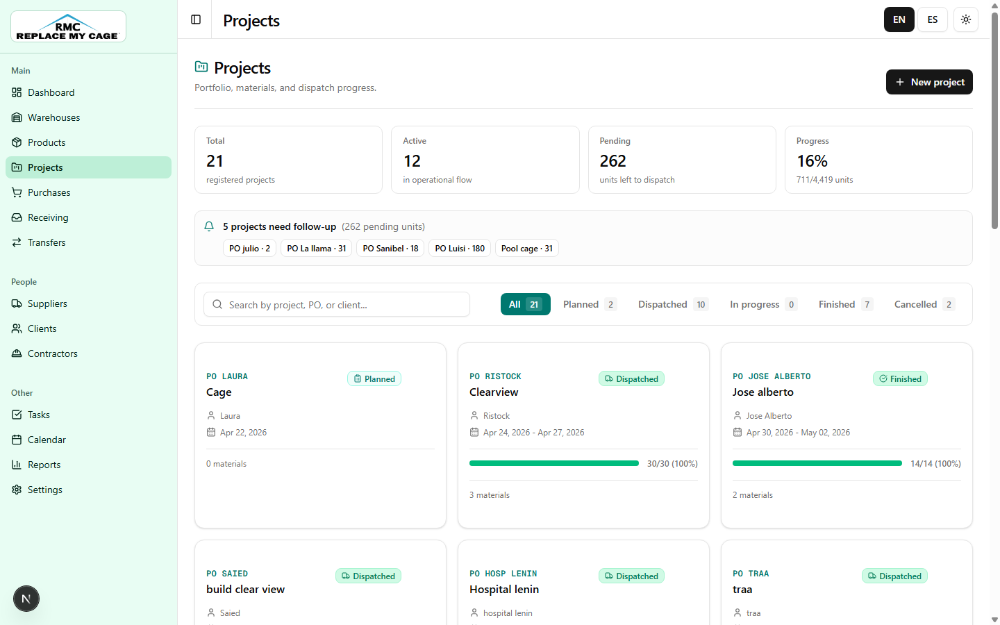 RMC
REPLACE MY CAGE
Main
Dashboard
Warehouses
Products
Projects
Purchases
Receiving
Transfers
People
Suppliers
Clients
Contractors
Other
Tasks
Calendar
Reports
Settings
N
Projects
EN
ES
Projects
Portfolio, materials, and dispatch progress.
New project
Total
21
registered projects
Active
12
in operational flow
Pending
262
units left to dispatch
Progress
16%
711/4,419 units
5 projects need follow-up (262 pending units)
PO julio · 2
PO La llama · 31
PO Sanibel · 18
PO Luisi · 180
Pool cage · 31
Search by project, PO, or client...
All 21
Planned 2
Dispatched 10
In progress 0
Finished 7
Cancelled 2
PO LAURA
Planned
Cage
Laura
Apr 22, 2026
0 materials
PO RISTOCK
Dispatched
Clearview
Ristock
Apr 24, 2026 - Apr 27, 2026
30/30 (100%)
3 materials
PO JOSE ALBERTO
Finished
Jose alberto
Jose Alberto
Apr 30, 2026 - May 02, 2026
14/14 (100%)
2 materials
PO SAIED
Dispatched
build clear view
Saied
PO HOSP LENIN
Dispatched
Hospital lenin
hospital lenin
PO TRAA
Dispatched
traa
traa